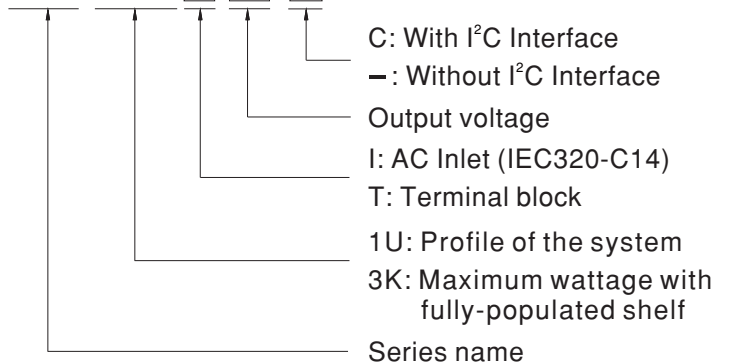 C: With I²C Interface
–: Without I²C Interface
Output voltage
I: AC Inlet (IEC320-C14)
T: Terminal block
1U: Profile of the system
3K: Maximum wattage with
fully-populated shelf
Series name